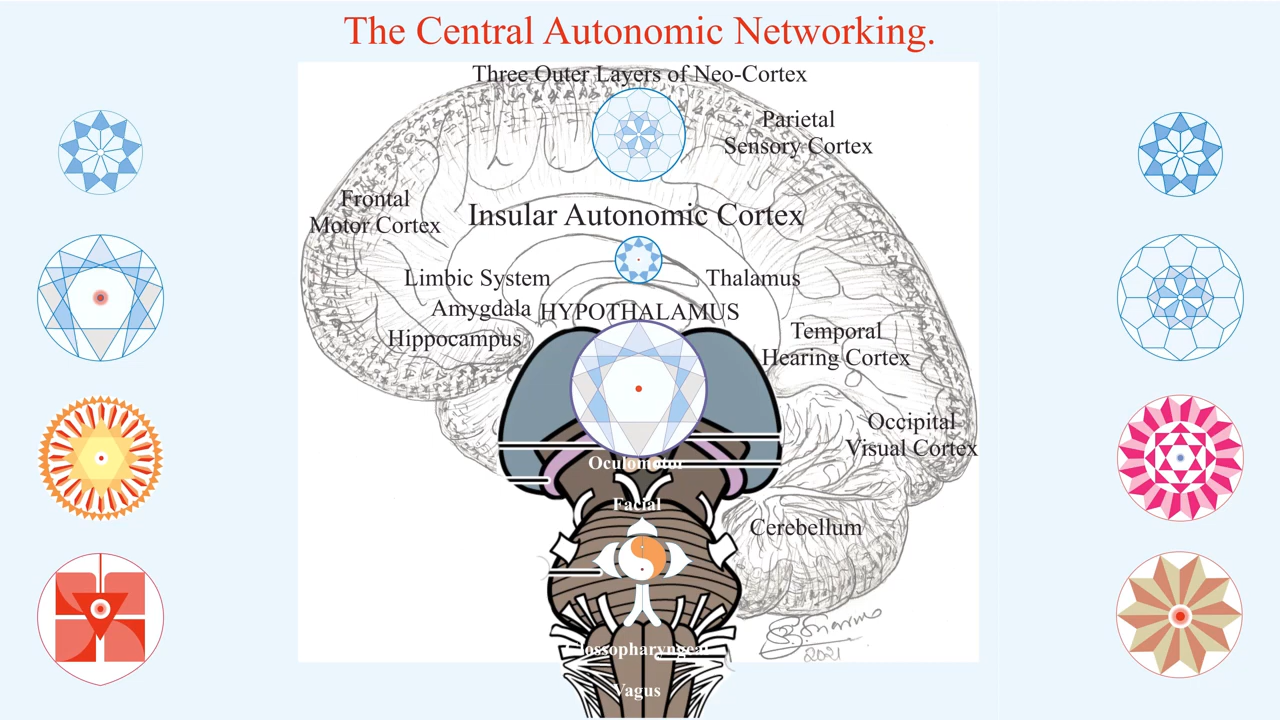 The Central Autonomic Networking.
Three Outer Layers of Neo-Cortex
Parietal
Sensory Cortex
Frontal
Motor Cortex
Insular Autonomic Cortex
Limbic System
Thalamus
Amygdala
HYPOTHALAMUS
Hippocampus
Temporal
Hearing Cortex
Occipital
Visual Cortex
Oculomotor
Facial
Cerebellum
2021
Glossopharyngeal
Vagus